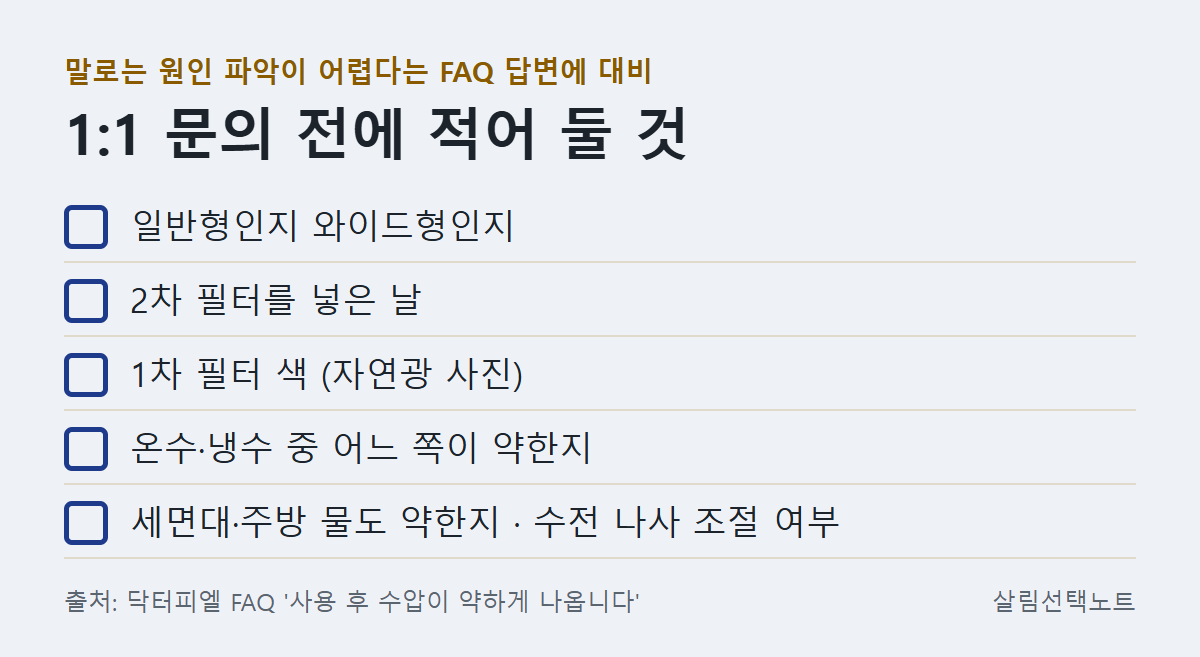 말로는 원인 파악이 어렵다는 FAQ 답변에 대비
1:1 문의 전에 적어 둘 것
일반형인지 와이드형인지
2차 필터를 넣은 날
1차 필터 색 (자연광 사진)
온수·냉수 중 어느 쪽이 약한지
세면대·주방 물도 약한지 · 수전 나사 조절 여부
출처: 닥터피엘 FAQ '사용 후 수압이 약하게 나옵니다'
살림선택노트